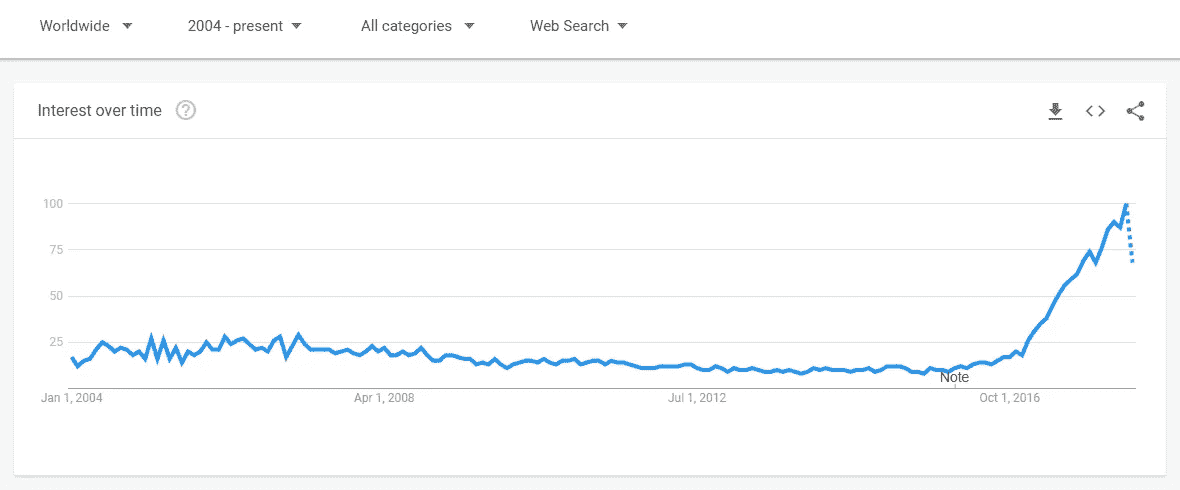 Worldwide 2004 - present All categories Web Search
Interest over time ?
100
75
50
25
Note
Jan 1, 2004 Apr 1, 2008 Jul 1, 2012 Oct 1, 2016